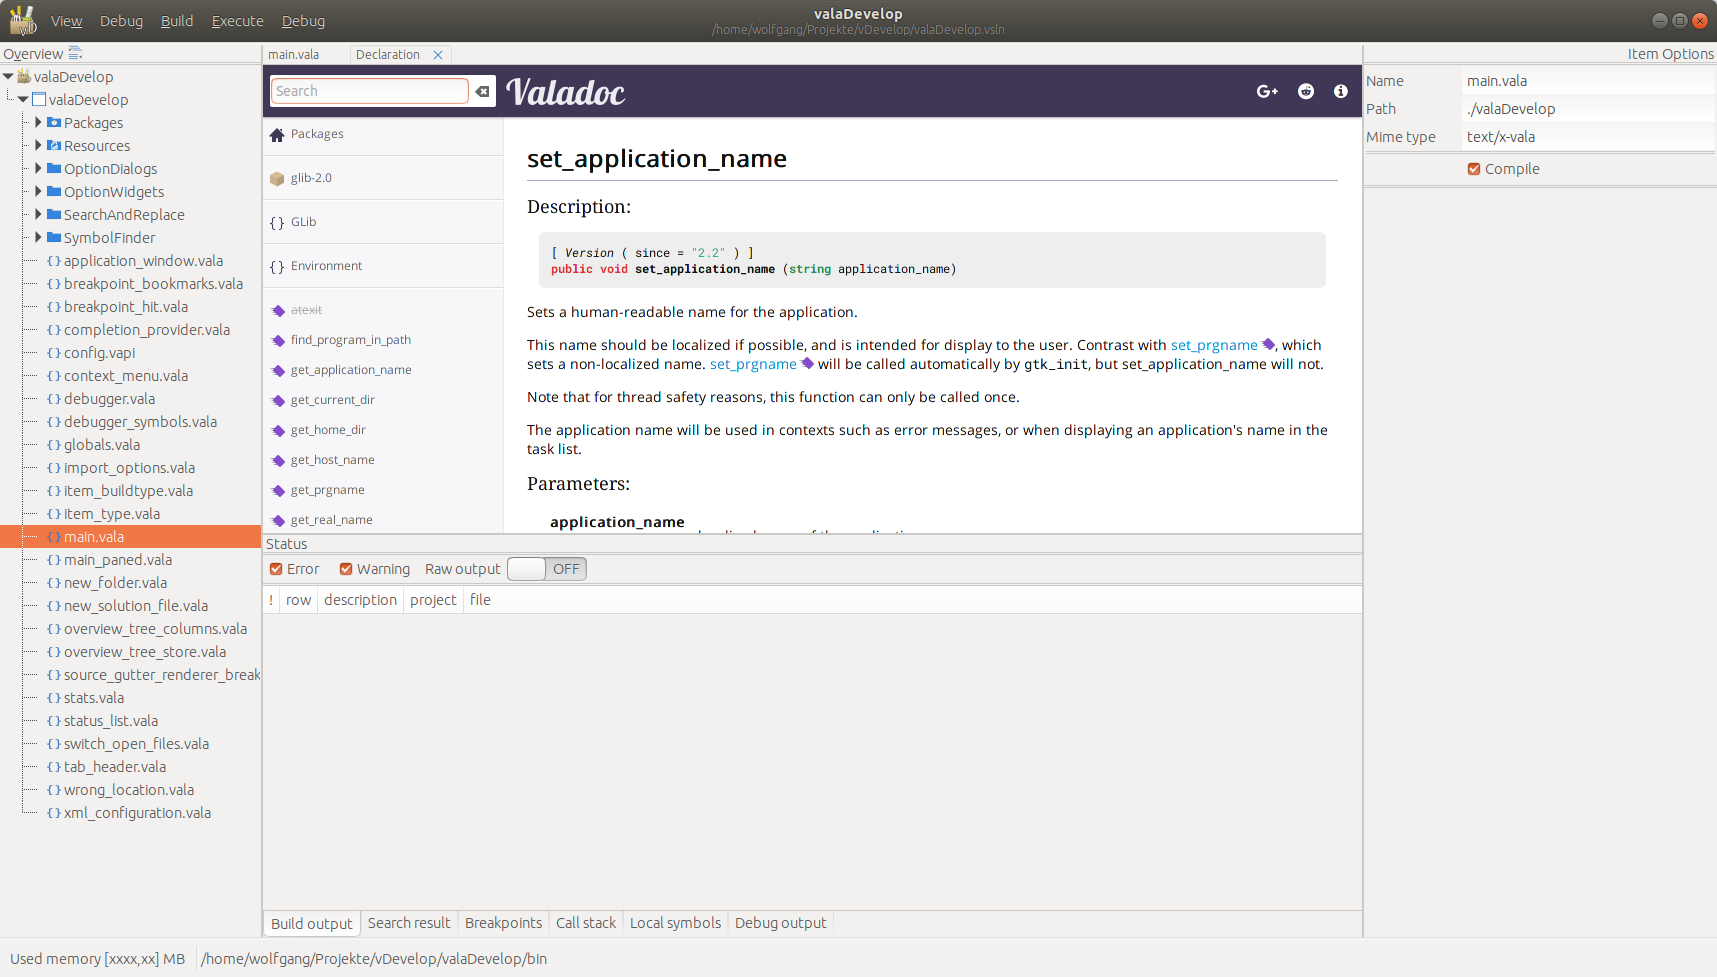 valaDevelop
/home/wolfgang/Projekte/vDevelop/valaDevelop.vsln
View Debug Build Execute Debug
Overview
valaDevelop
valaDevelop
Packages
Resources
OptionDialogs
OptionWidgets
SearchAndReplace
SymbolFinder
{} application_window.vala
{} breakpoint_bookmarks.vala
{} breakpoint_hit.vala
{} completion_provider.vala
{} config.vapi
{} context_menu.vala
{} debugger.vala
{} debugger_symbols.vala
{} globals.vala
{} import_options.vala
{} item_buildtype.vala
{} item_type.vala
{} main.vala
{} main_paned.vala
{} new_folder.vala
{} new_solution_file.vala
{} overview_tree_columns.vala
{} overview_tree_store.vala
{} source_gutter_renderer_break
{} stats.vala
{} status_list.vala
{} switch_open_files.vala
{} tab_header.vala
{} wrong_location.vala
{} xml_configuration.vala
main.vala Declaration
Search
Valadoc
G+
Packages
glib-2.0
{} GLib
{} Environment
atexit
find_program_in_path
get_application_name
get_current_dir
get_home_dir
get_host_name
get_prgname
get_real_name
set_application_name
Description:
[ Version ( since = "2.2" ) ]
public void set_application_name (string application_name)
Sets a human-readable name for the application.
This name should be localized if possible, and is intended for display to the user. Contrast with set_prgname, which
sets a non-localized name. set_prgname will be called automatically by gtk_init, but set_application_name will not.
Note that for thread safety reasons, this function can only be called once.
The application name will be used in contexts such as error messages, or when displaying an application's name in the
task list.
Parameters:
application_name
Status
Error Warning Raw output OFF
! row description project file
Build output Search result Breakpoints Call stack Local symbols Debug output
Item Options
Name main.vala
Path ./valaDevelop
Mime type text/x-vala
Compile
Used memory [xxxx,xx] MB /home/wolfgang/Projekte/vDevelop/valaDevelop/bin